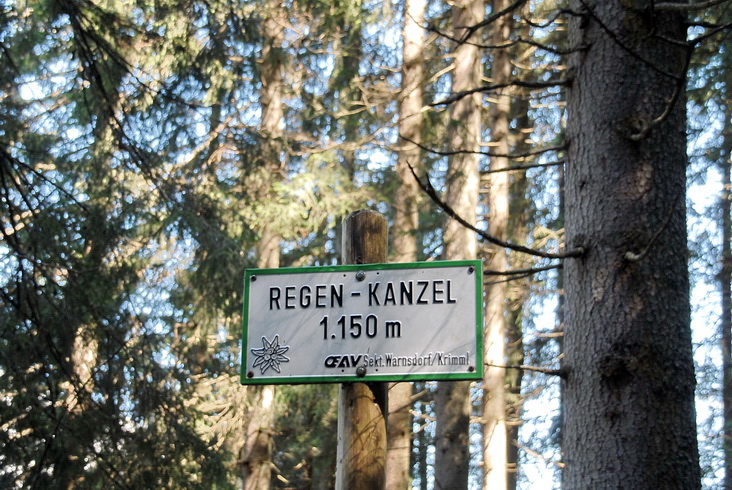 REGEN - KANZEL
1.150 m
OEAV Sekt. Warnsdorf/Krimml